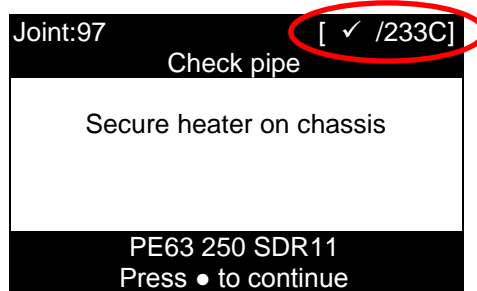 Joint:97 [ ✓ /233C]
Check pipe
Secure heater on chassis
PE63 250 SDR11
Press ● to continue